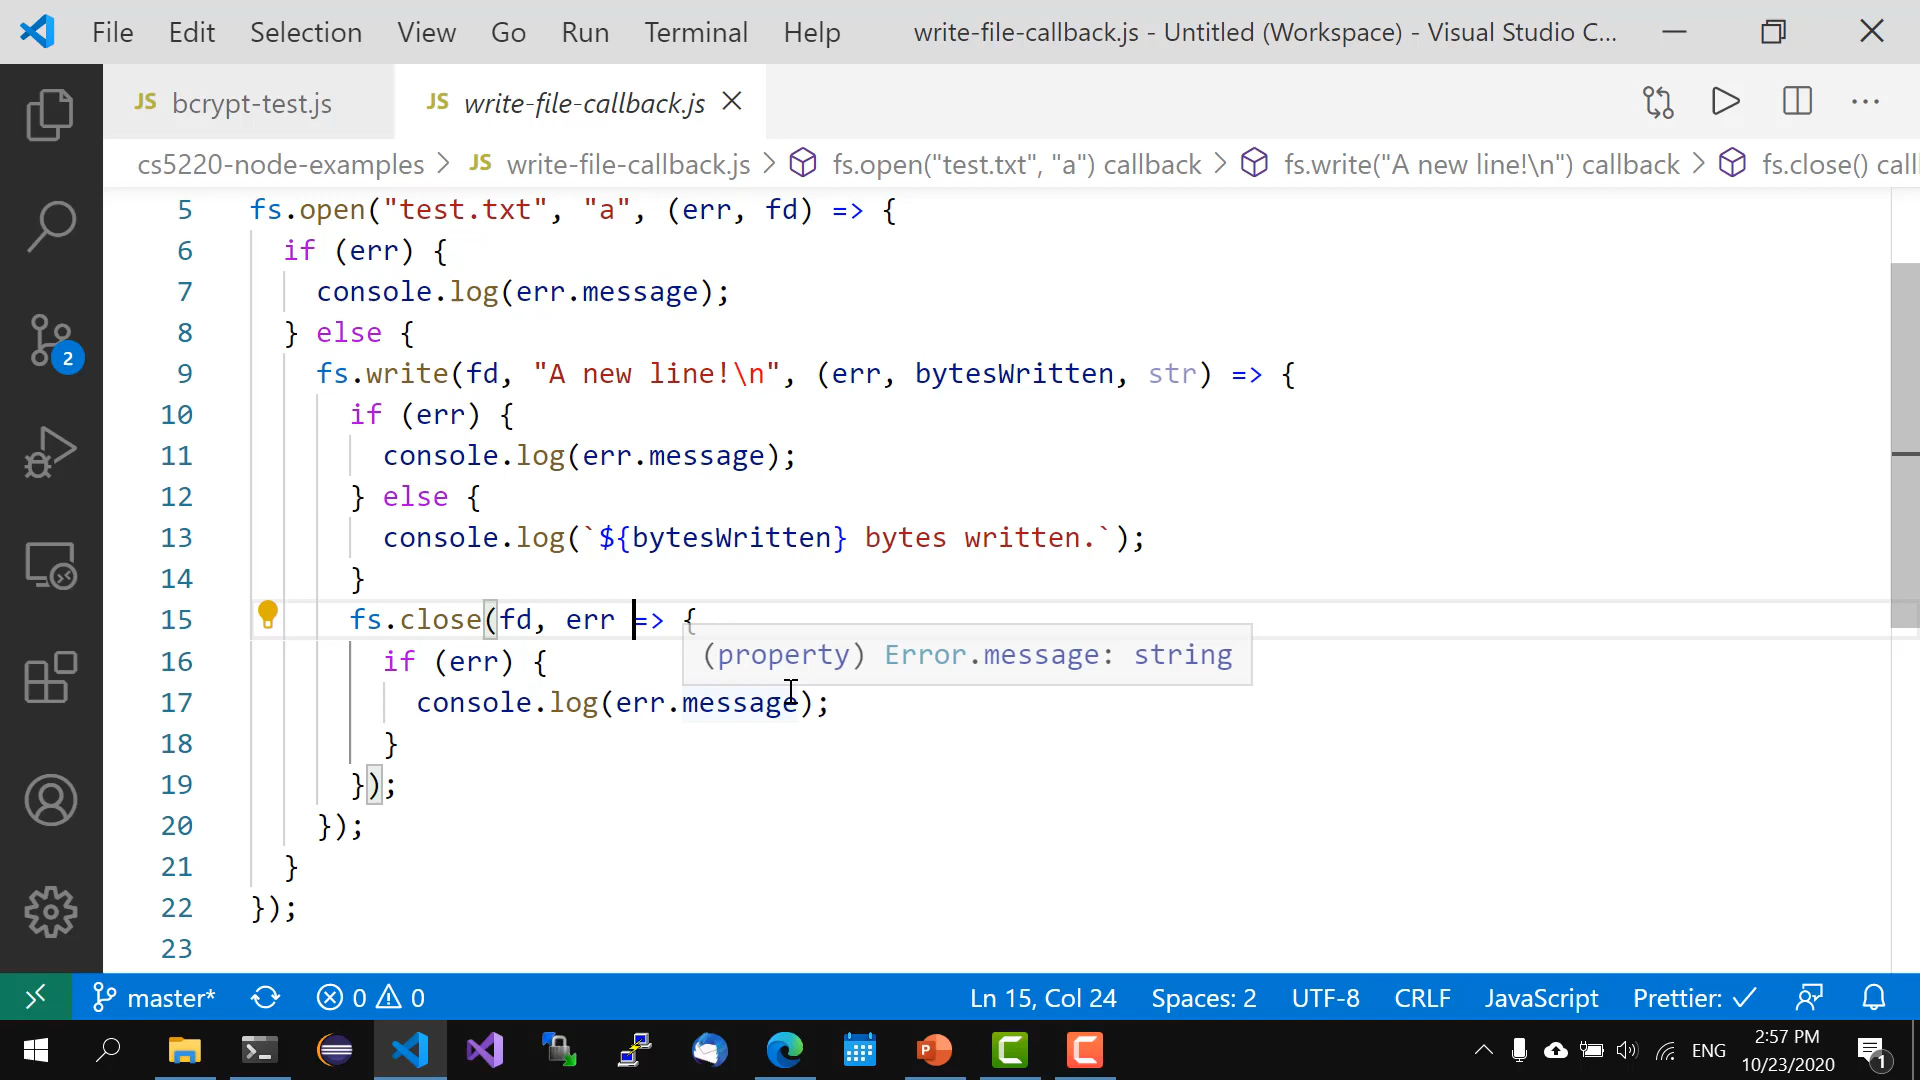 File Edit Selection View Go Run Terminal Help write-file-callback.js - Untitled (Workspace) - Visual Studio C...
JS bcrypt-test.js JS write-file-callback.js
cs5220-node-examples > JS write-file-callback.js > fs.open("test.txt", "a") callback > fs.write("A new line!\n") callback > fs.close() call
5 fs.open("test.txt", "a", (err, fd) => {
6 if (err) {
7 console.log(err.message);
8 } else {
9 fs.write(fd, "A new line!\n", (err, bytesWritten, str) => {
10 if (err) {
11 console.log(err.message);
12 } else {
13 console.log(`${bytesWritten} bytes written.`);
14 }
15 fs.close(fd, err => {
(property) Error.message: string
16 if (err) {
17 console.log(err.message);
18 }
19 });
20 });
21 }
22 });
23
2
master* 0 0 Ln 15, Col 24 Spaces: 2 UTF-8 CRLF JavaScript Prettier: ✓
ENG 2:57 PM
10/23/2020 1